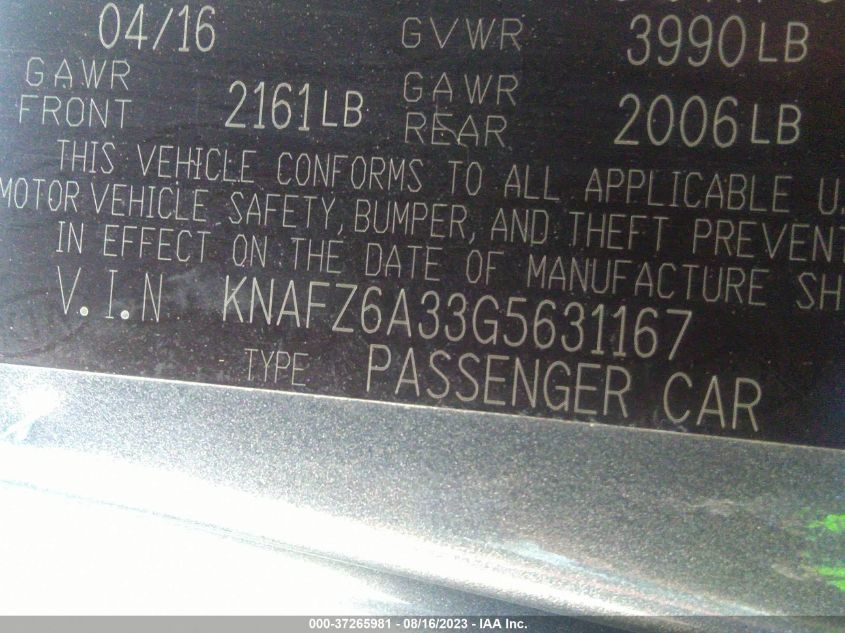 04/16 GVWR 3990LB
GAWR FRONT 2161LB GAWR REAR 2006LB
THIS VEHICLE CONFORMS TO ALL APPLICABLE U.
MOTOR VEHICLE SAFETY, BUMPER, AND THEFT PREVENT
IN EFFECT ON THE DATE OF MANUFACTURE SH
V.I.N KNAFZ6A33G5631167
TYPE PASSENGER CAR
000-37265981 - 08/16/2023 - IAA Inc.